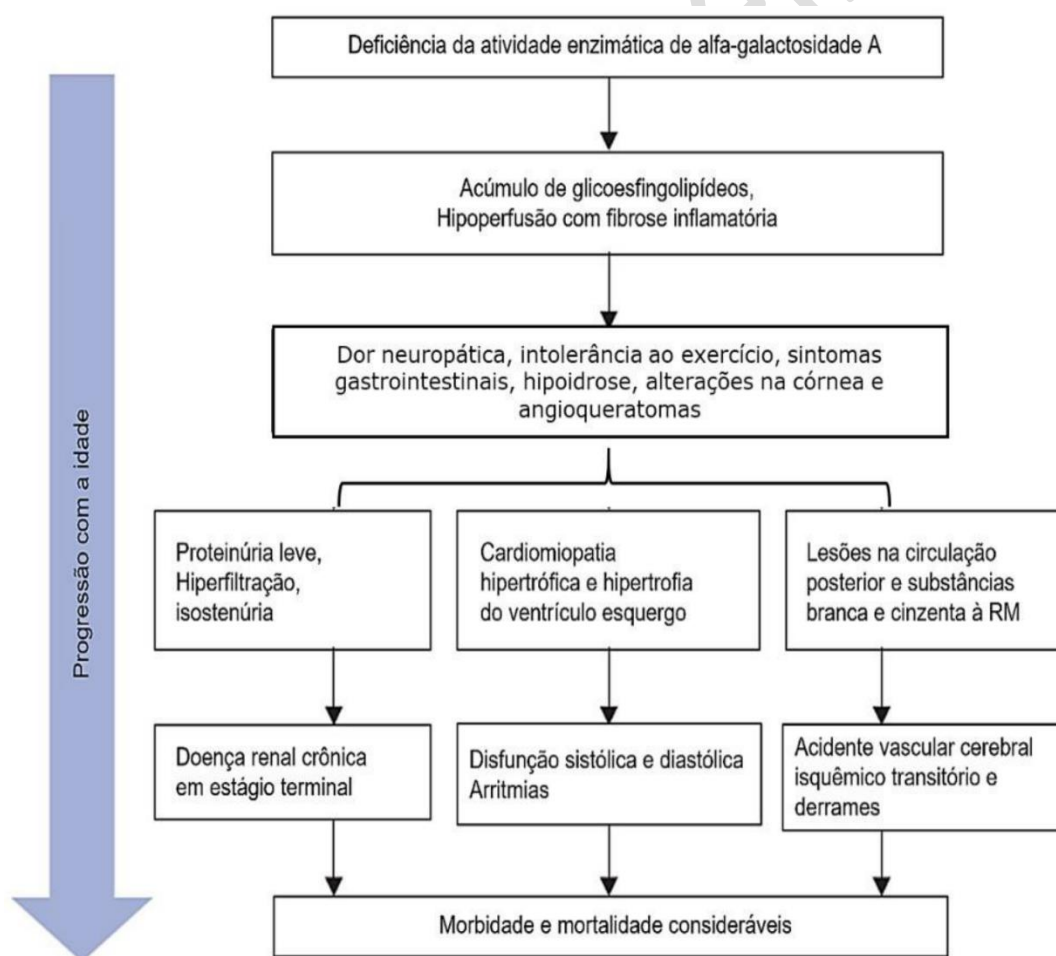 Deficiência da atividade enzimática de alfa-galactosidade A
Acúmulo de glicoesfingolipídeos,
Hipoperfusão com fibrose inflamatória
Dor neuropática, intolerância ao exercício, sintomas
gastrointestinais, hipoidrose, alterações na córnea e
angioqueratomas
Progressão com a idade
Proteinúria leve,
Hiperfiltração,
isostenúria
Cardiomiopatia
hipertrófica e hipertrofia
do ventrículo esquergo
Lesões na circulação
posterior e substâncias
branca e cinzenta à RM
Doença renal crônica
em estágio terminal
Disfunção sistólica e diastólica
Arritmias
Acidente vascular cerebral
isquêmico transitório e
derrames
Morbidade e mortalidade consideráveis